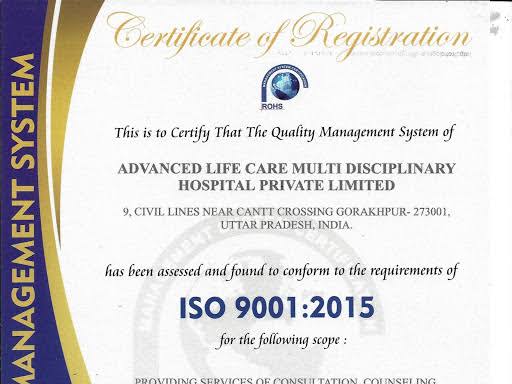 Certificate of Registration
ROHS
This is to Certify That The Quality Management System of
ADVANCED LIFE CARE MULTI DISCIPLINARY
HOSPITAL PRIVATE LIMITED
9, CIVIL LINES NEAR CANTT CROSSING GORAKHPUR- 273001,
UTTAR PRADESH, INDIA.
has been assessed and found to conform to the requirements of
ISO 9001:2015
for the following scope :
PROVIDING SERVICES OF CONSULTATION, COUNSELING
MANAGEMENT SYSTEM